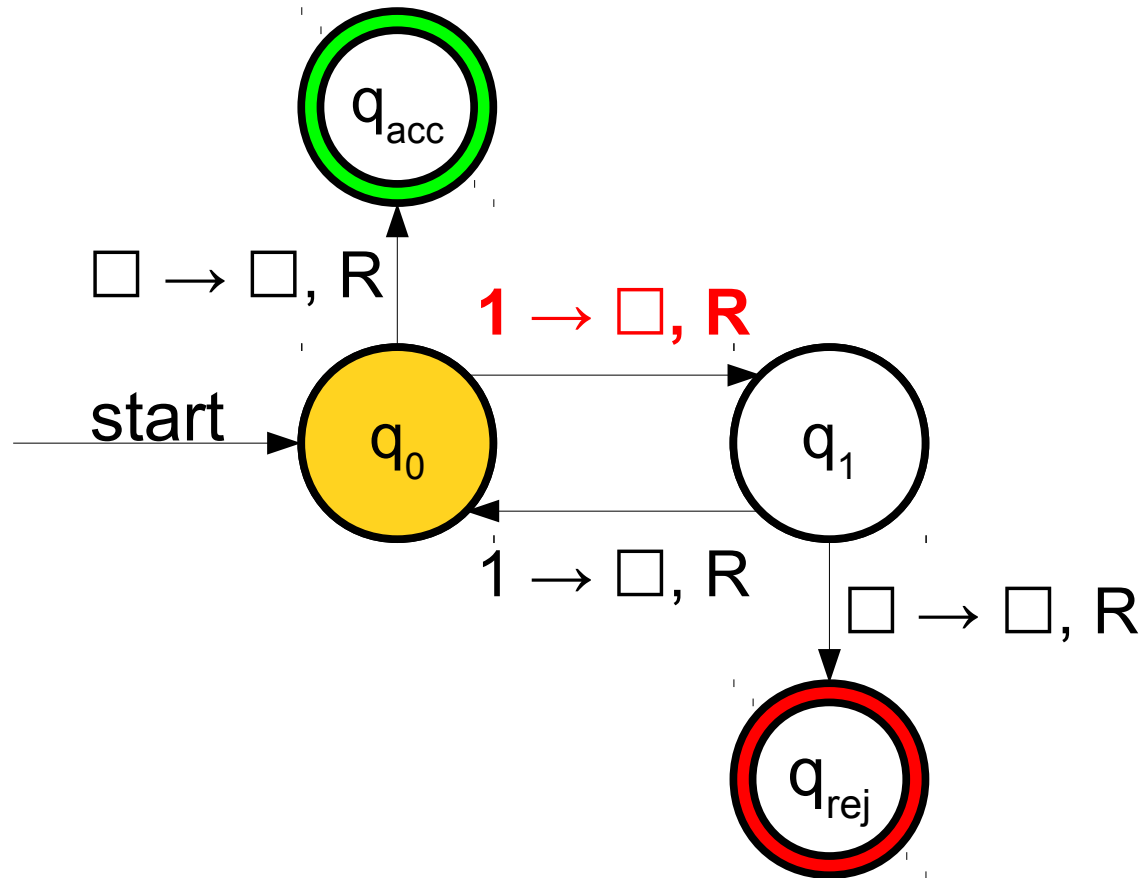 q_acc
□ → □, R
1 → □, R
start
q_0
q_1
1 → □, R
□ → □, R
q_rej